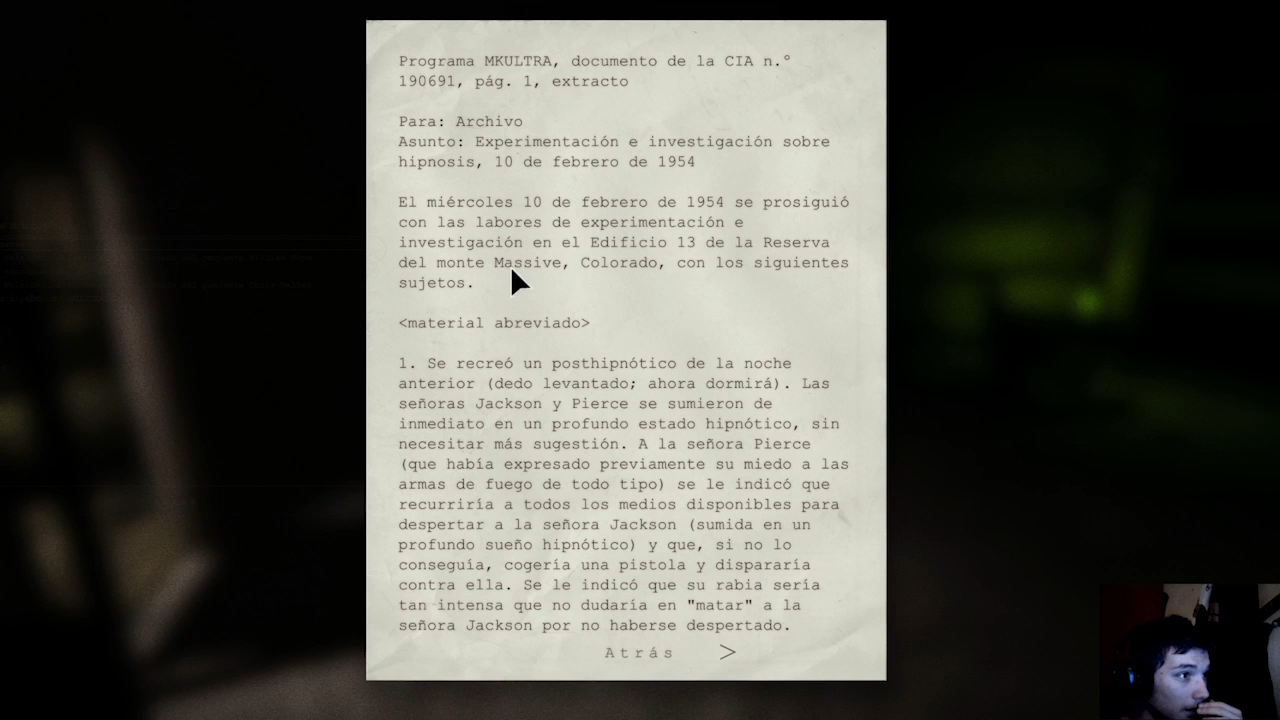 Programa MKULTRA, documento de la CIA n.º
190691, pág. 1, extracto
Para: Archivo
Asunto: Experimentación e investigación sobre
hipnosis, 10 de febrero de 1954
El miércoles 10 de febrero de 1954 se prosiguió
con las labores de experimentación e
investigación en el Edificio 13 de la Reserva
del monte Massive, Colorado, con los siguientes
sujetos.
<material abreviado>
1. Se recreó un posthipnótico de la noche
anterior (dedo levantado; ahora dormirá). Las
señoras Jackson y Pierce se sumieron de
inmediato en un profundo estado hipnótico, sin
necesitar más sugestión. A la señora Pierce
(que había expresado previamente su miedo a las
armas de fuego de todo tipo) se le indicó que
recurriría a todos los medios disponibles para
despertar a la señora Jackson (sumida en un
profundo sueño hipnótico) y que, si no lo
conseguía, cogería una pistola y dispararía
contra ella. Se le indicó que su rabia sería
tan intensa que no dudaría en "matar" a la
señora Jackson por no haberse despertado.
Atrás >